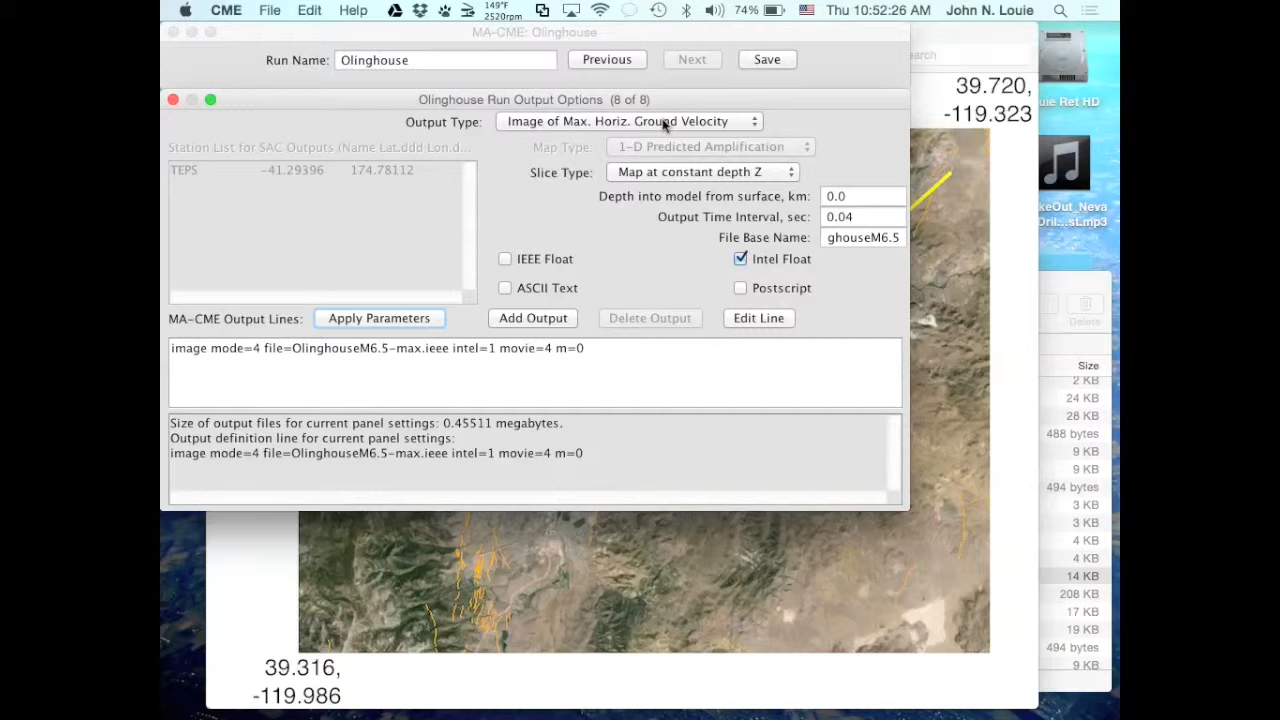 CME File Edit Help 149°F 2520rpm 74% Thu 10:52:26 AM John N. Louie
MA-CME: Olinghouse
Run Name: Olinghouse Previous Next Save
arch
Olinghouse Run Output Options (8 of 8)
Output Type: Image of Max. Horiz. Ground Velocity
Station List for SAC Outputs (Name Lat.ddd Lon.d...
Map Type: 1-D Predicted Amplification
TEPS -41.29396 174.78112
Slice Type: Map at constant depth Z
Depth into model from surface, km: 0.0
Output Time Interval, sec: 0.04
File Base Name: ghouseM6.5
IEEE Float Intel Float
ASCII Text Postscript
MA-CME Output Lines: Apply Parameters Add Output Delete Output Edit Line
image mode=4 file=OlinghouseM6.5-max.ieee intel=1 movie=4 m=0
Size of output files for current panel settings: 0.45511 megabytes.
Output definition line for current panel settings:
image mode=4 file=OlinghouseM6.5-max.ieee intel=1 movie=4 m=0
39.720,
-119.323
39.316,
-119.986
uie Ret HD
keOut_Neva
Dril...st.mp3
Delete
Size
2 KB
24 KB
28 KB
488 bytes
9 KB
9 KB
494 bytes
3 KB
3 KB
4 KB
4 KB
14 KB
208 KB
17 KB
19 KB
494 bytes
9 KB